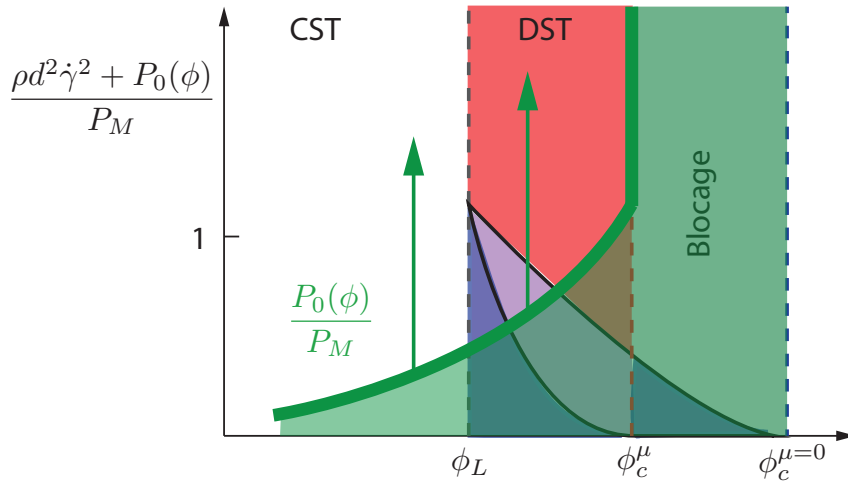 CST
DST
ρd²γ̇² + P₀(ϕ)
P_M
1
Blocage
P₀(ϕ)
P_M
ϕ_L
ϕ_c^μ
ϕ_c^{μ=0}